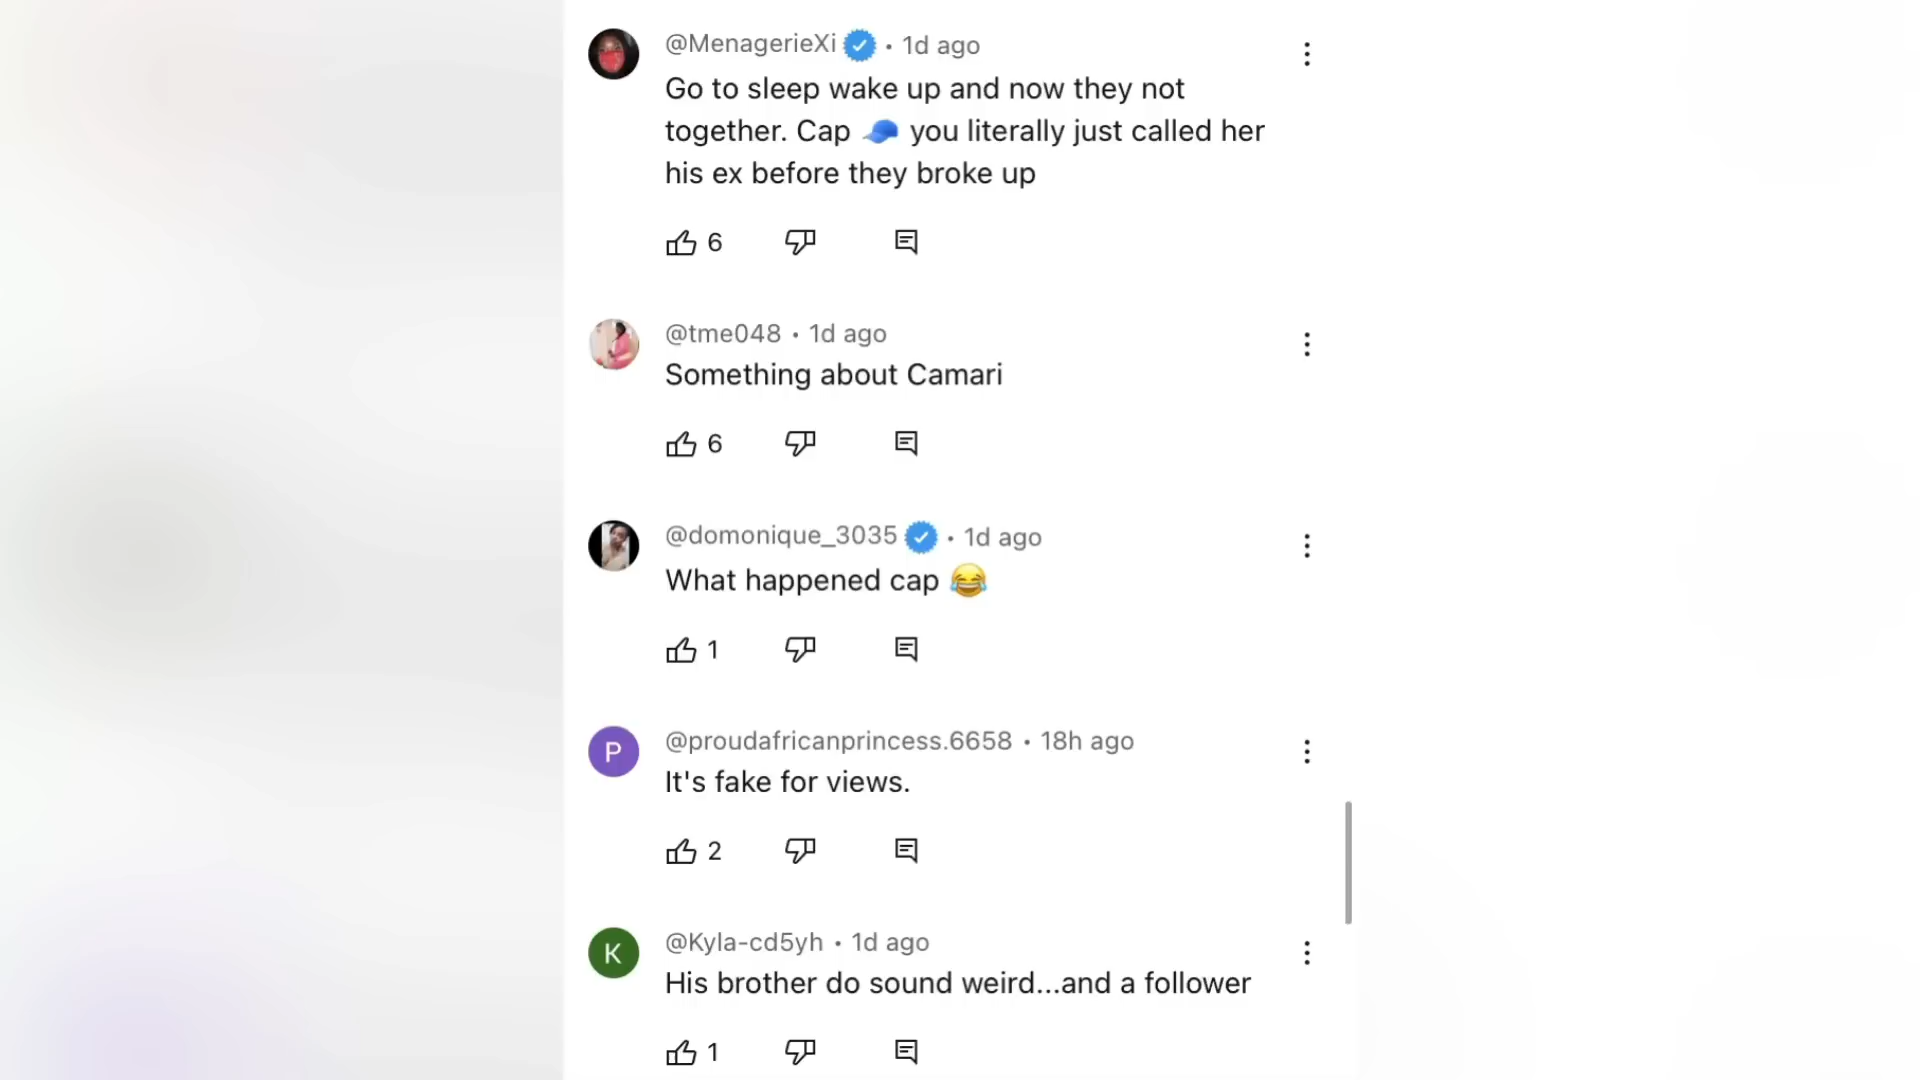 @MenagerieXi • 1d ago
Go to sleep wake up and now they not
together. Cap 🧢 you literally just called her
his ex before they broke up
6
@tme048 • 1d ago
Something about Camari
6
@domonique_3035 • 1d ago
What happened cap 😂
1
P
@proudafricanprincess.6658 • 18h ago
It's fake for views.
2
K
@Kyla-cd5yh • 1d ago
His brother do sound weird...and a follower
1